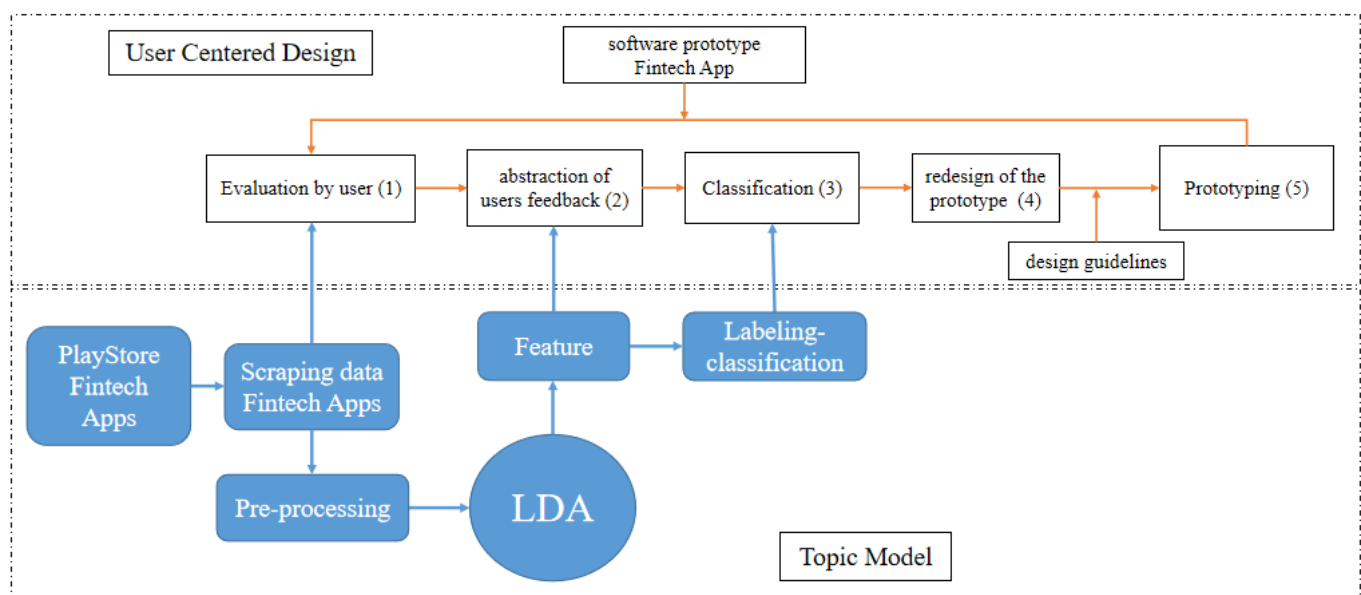 User Centered Design
software prototype
Fintech App
Evaluation by user (1)
abstraction of
users feedback (2)
Classification (3)
redesign of the
prototype (4)
Prototyping (5)
design guidelines
PlayStore
Fintech
Apps
Scraping data
Fintech Apps
Feature
Labeling-
classification
Pre-processing
LDA
Topic Model